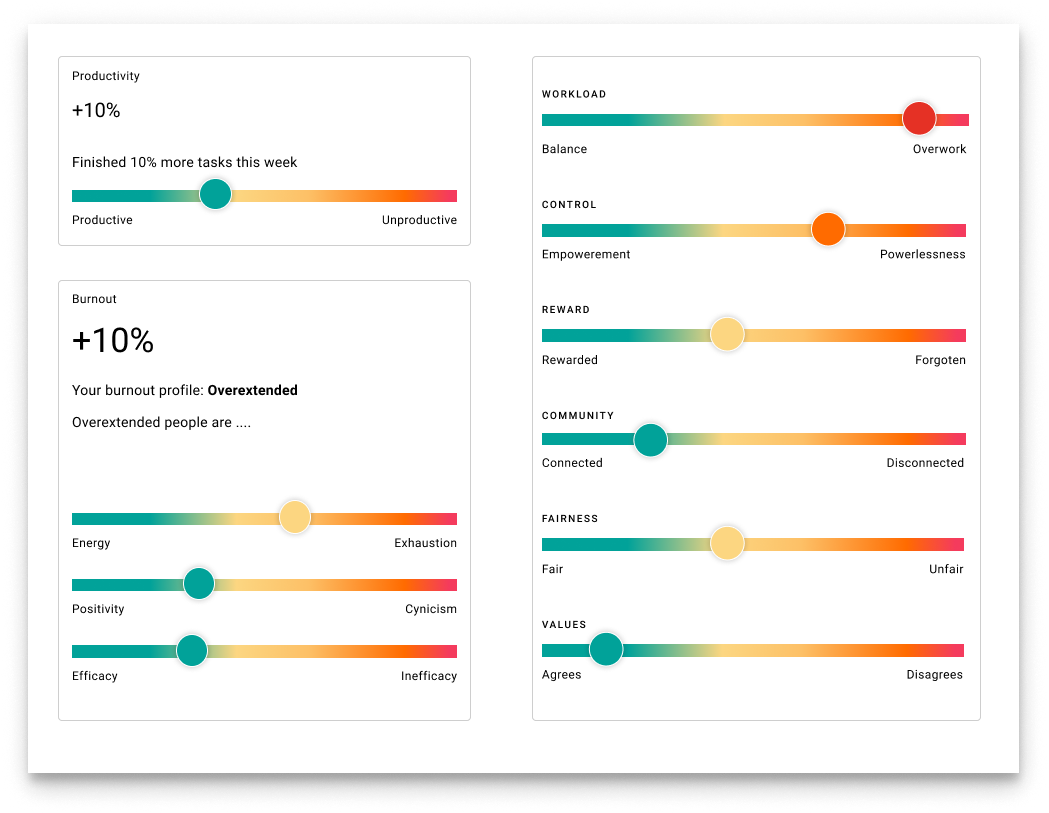 Productivity
+10%
Finished 10% more tasks this week
Productive Unproductive
Burnout
+10%
Your burnout profile: Overextended
Overextended people are ....
Energy Exhaustion
Positivity Cynicism
Efficacy Inefficacy
WORKLOAD
Balance Overwork
CONTROL
Empowerement Powerlessness
REWARD
Rewarded Forgoten
COMMUNITY
Connected Disconnected
FAIRNESS
Fair Unfair
VALUES
Agrees Disagrees